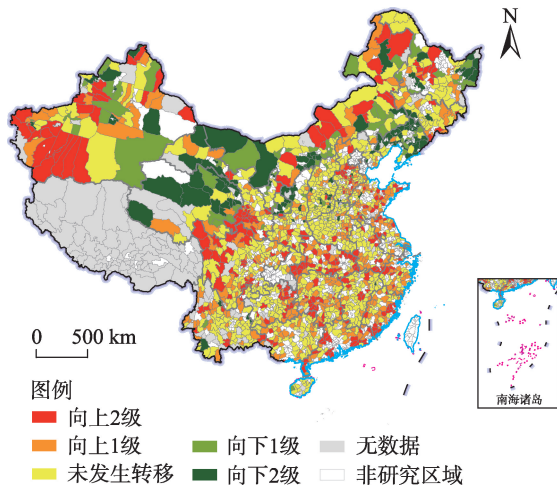 N
0 500 km
南海诸岛
图例
向上2级
向上1级 向下1级 无数据
未发生转移 向下2级 非研究区域